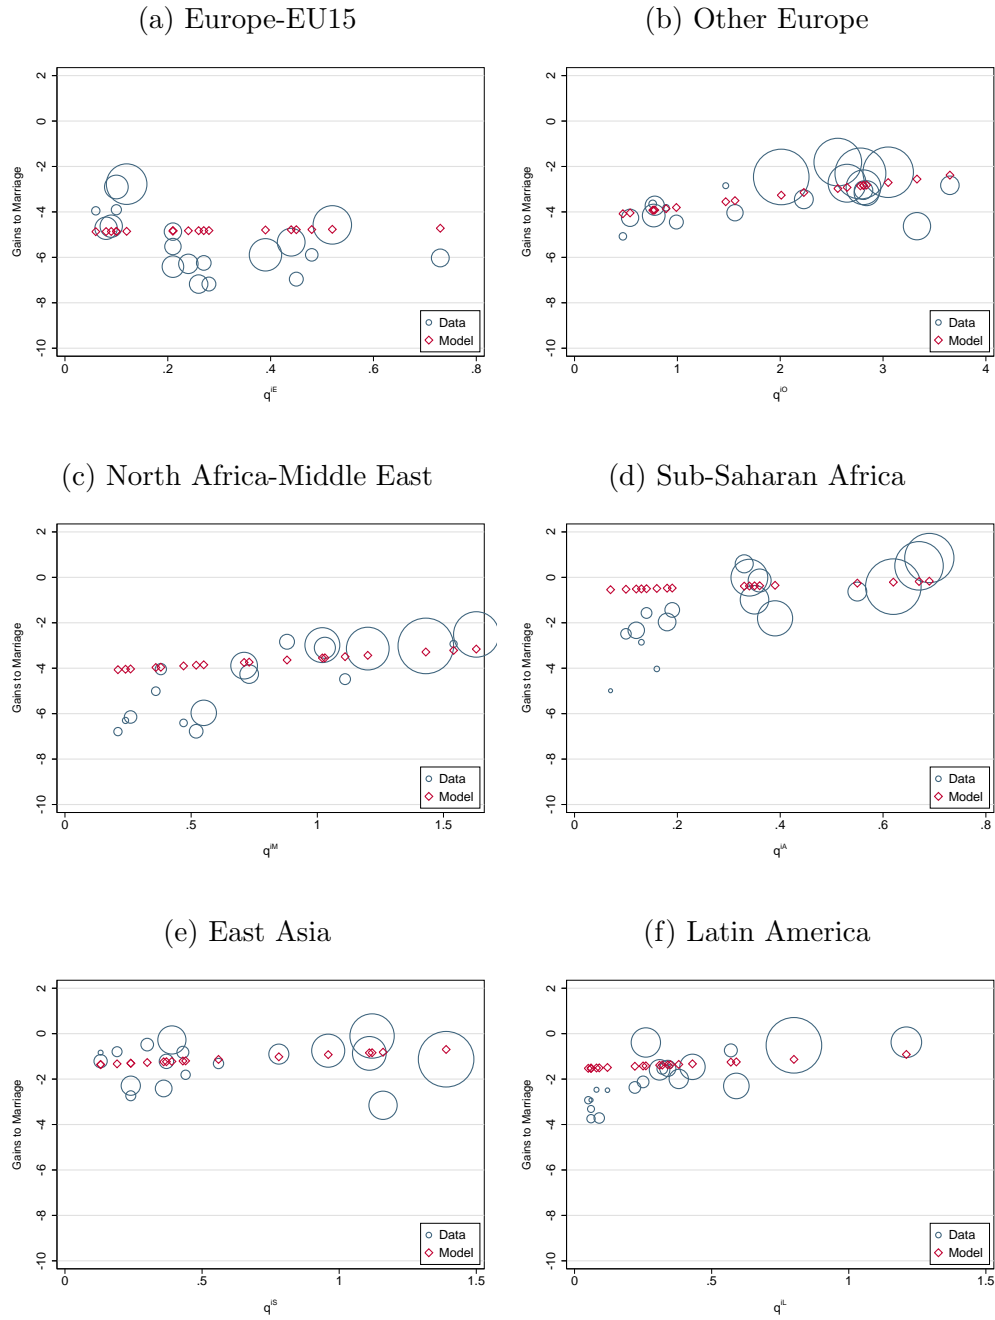 (a) Europe-EU15
(b) Other Europe
Gains to Marriage
2
0
-2
-4
-6
-8
-10
0 .2 .4 .6 .8
q^iE
Data
Model
Gains to Marriage
2
0
-2
-4
-6
-8
-10
0 1 2 3 4
q^iO
Data
Model
(c) North Africa-Middle East
(d) Sub-Saharan Africa
Gains to Marriage
2
0
-2
-4
-6
-8
-10
0 .5 1 1.5
q^iM
Data
Model
Gains to Marriage
2
0
-2
-4
-6
-8
-10
0 .2 .4 .6 .8
q^iA
Data
Model
(e) East Asia
(f) Latin America
Gains to Marriage
2
0
-2
-4
-6
-8
-10
0 .5 1 1.5
q^iS
Data
Model
Gains to Marriage
2
0
-2
-4
-6
-8
-10
0 .5 1 1.5
q^iL
Data
Model